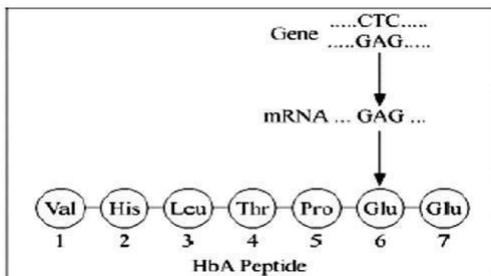 .....CTC.....
Gene
.....GAG.....
mRNA ... GAG ...
Val His Leu Thr Pro Glu Glu
1 2 3 4 5 6 7
HbA Peptide